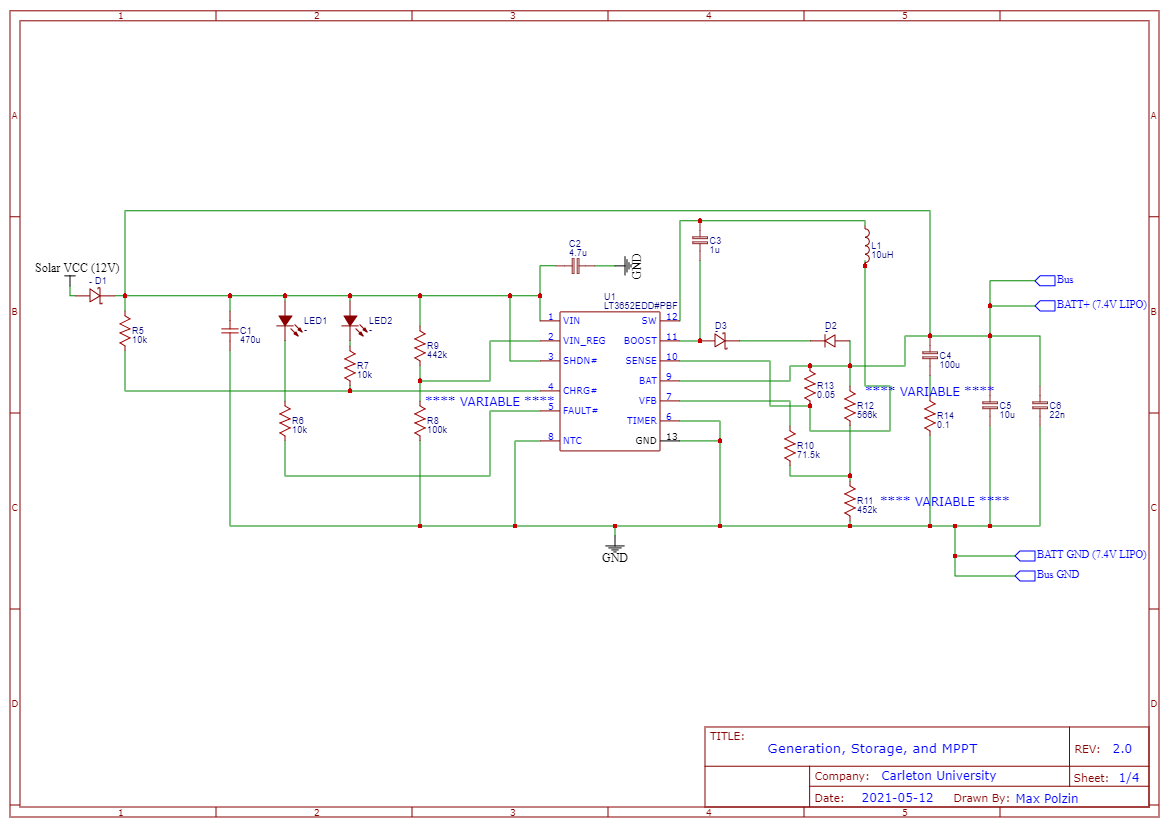 1 2 3 4 5
A A
Solar VCC (12V)
D1
C2
4.7u
GND
C3
1u
L1
10uH
Bus
BATT+ (7.4V LIPO)
B B
R5
10k
C1
470u
LED1
LED2
R7
10k
R9
442k
U1
LT3652EDD#PBF
1 VIN
2 VIN_REG
3 SHDN#
4 CHRG#
5 FAULT#
8 NTC
SW 12
BOOST 11
SENSE 10
BAT 9
VFB 7
TIMER 6
GND 13
D3
D2
C4
100u
**** VARIABLE ****
R13
0.05
**** VARIABLE ****
R12
566k
R14
0.1
C5
10u
C6
22n
R6
10k
R8
100k
R10
71.5k
R11
452k
**** VARIABLE ****
C C
GND
BATT GND (7.4V LIPO)
Bus GND
D D
TITLE:
Generation, Storage, and MPPT
REV: 2.0
Company: Carleton University
Sheet: 1/4
Date: 2021-05-12 Drawn By: Max Polzin
1 2 3 4 5